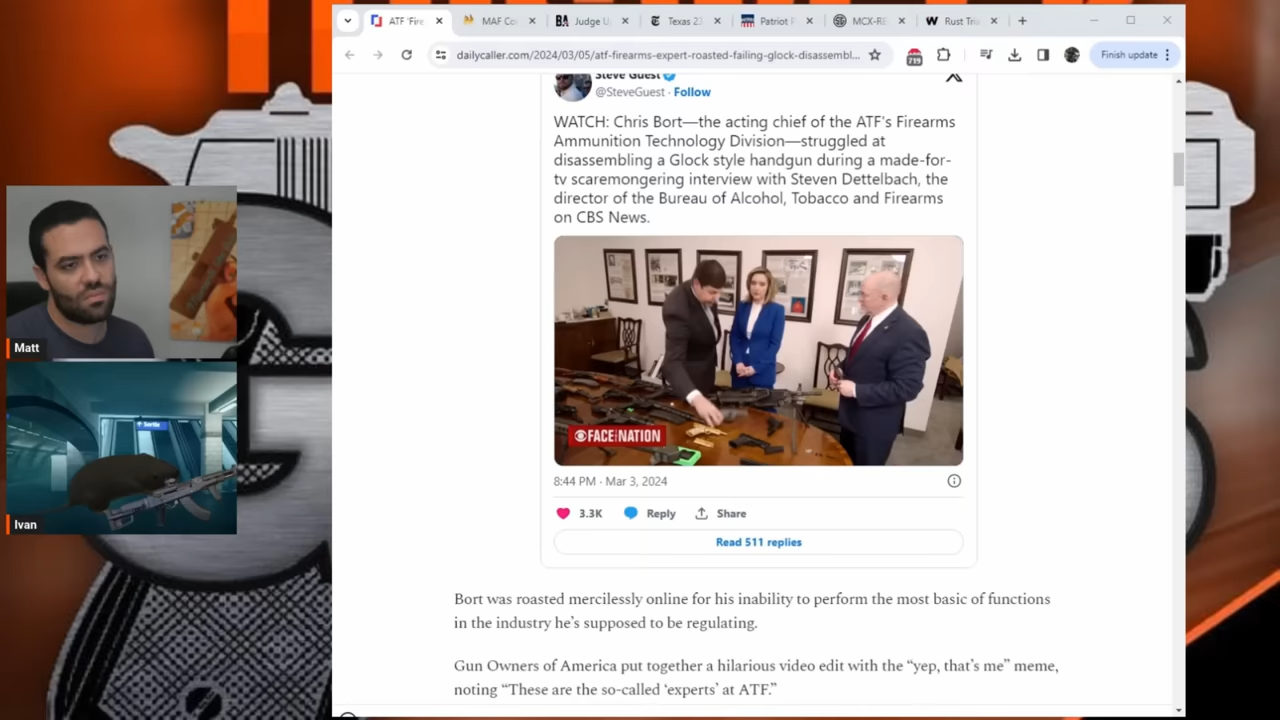 ATF 'Fire
MAF Co
BA Judge U
Texas 23
Patriot
MCX-RE
W Rust Tri
dailycaller.com/2024/03/05/atf-firearms-expert-roasted-failing-glock-disassembl...
719
Finish update
Steve Guest
@SteveGuest · Follow
WATCH: Chris Bort—the acting chief of the ATF's Firearms
Ammunition Technology Division—struggled at
disassembling a Glock style handgun during a made-for-
tv scaremongering interview with Steven Dettelbach, the
director of the Bureau of Alcohol, Tobacco and Firearms
on CBS News.
FACE THE NATION
8:44 PM · Mar 3, 2024
3.3K Reply Share
Read 511 replies
Bort was roasted mercilessly online for his inability to perform the most basic of functions
in the industry he's supposed to be regulating.
Gun Owners of America put together a hilarious video edit with the “yep, that's me” meme,
noting “These are the so-called ‘experts’ at ATF.”
Matt
Sortie
Ivan